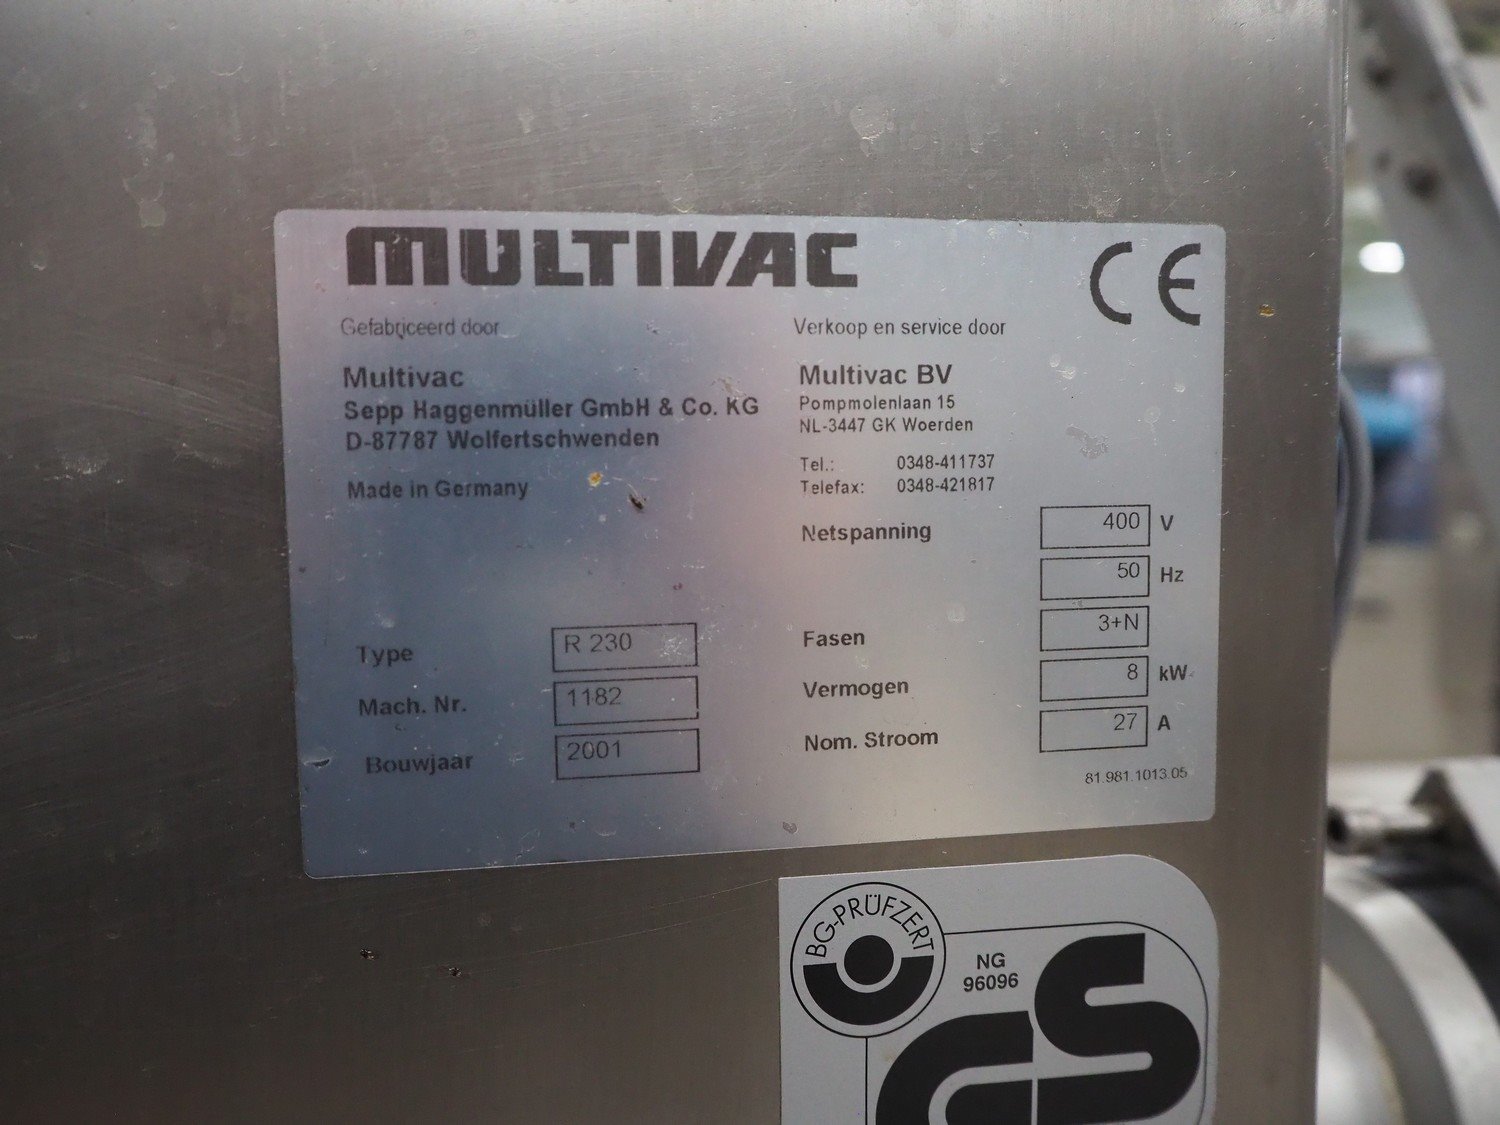 MULTIVAC
CE
Gefabriceerd door
Multivac
Sepp Haggenmüller GmbH & Co. KG
D-87787 Wolfertschwenden
Made in Germany
Type R 230
Mach. Nr. 1182
Bouwjaar 2001
Verkoop en service door
Multivac BV
Pompmolenlaan 15
NL-3447 GK Woerden
Tel.: 0348-411737
Telefax: 0348-421817
Netspanning 400 V
50 Hz
Fasen 3+N
Vermogen 8 kW
Nom. Stroom 27 A
81.981.1013.05
BG-PRÜFZERT
NG
96096
GS